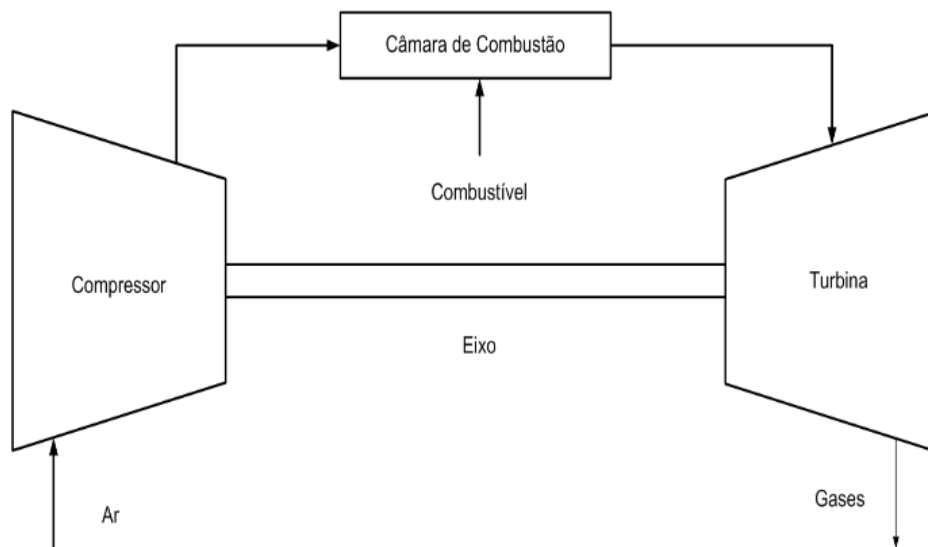 Câmara de Combustão
Combustível
Compressor
Turbina
Eixo
Ar
Gases